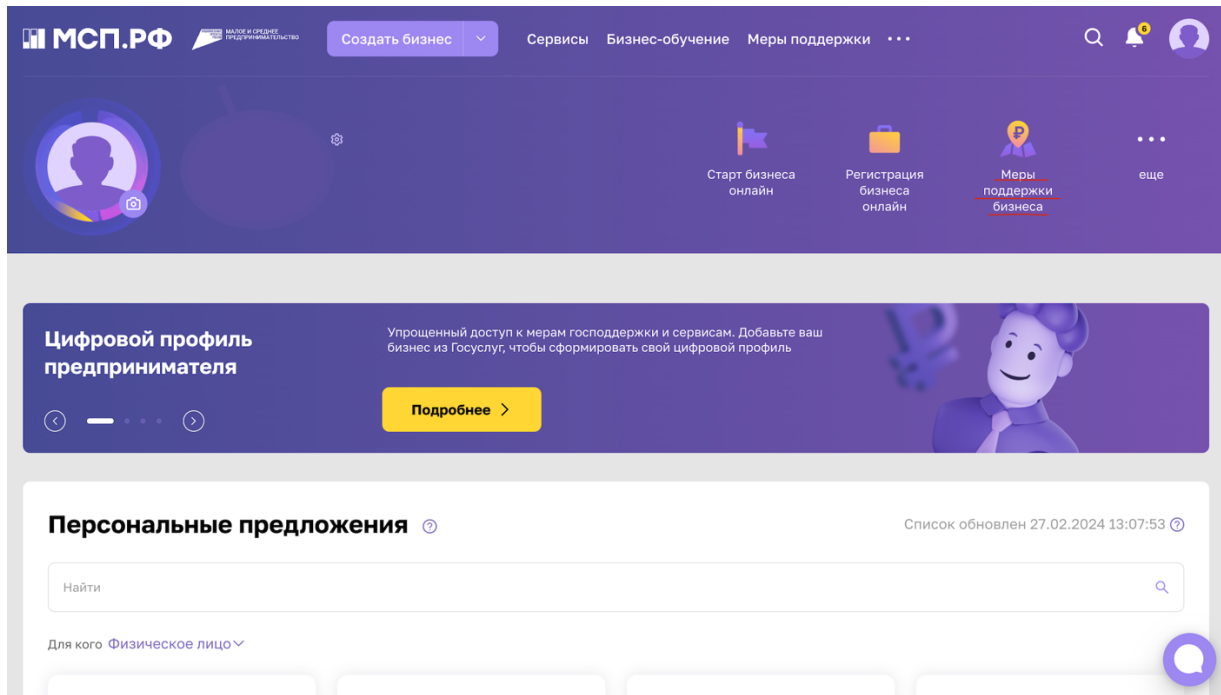 МСП.РФ
МАЛОЕ И СРЕДНЕЕ
ПРЕДПРИНИМАТЕЛЬСТВО
Создать бизнес
Сервисы Бизнес-обучение Меры поддержки ...
6
Старт бизнеса
онлайн
Регистрация
бизнеса
онлайн
Меры
поддержки
бизнеса
...
еще
Цифровой профиль
предпринимателя
Упрощенный доступ к мерам господдержки и сервисам. Добавьте ваш
бизнес из Госуслуг, чтобы сформировать свой цифровой профиль
Подробнее
Персональные предложения ?
Список обновлен 27.02.2024 13:07:53 ?
Найти
Для кого Физическое лицо